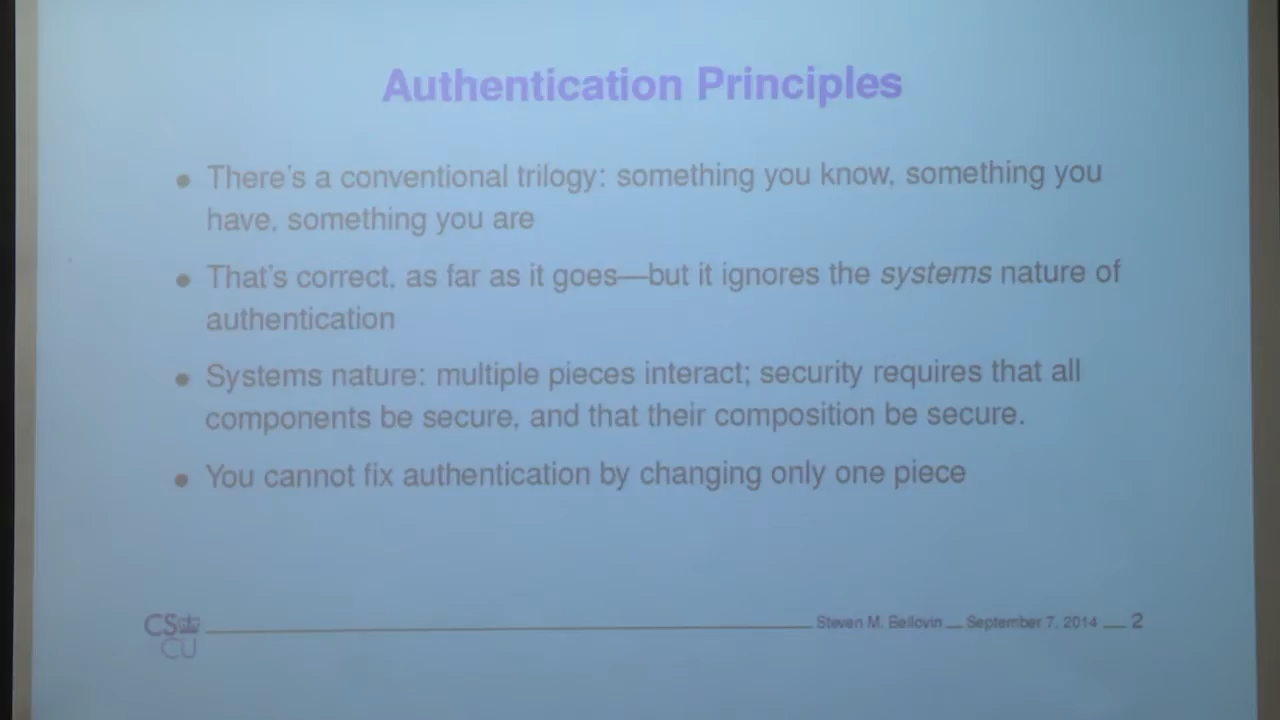 Authentication Principles
• There's a conventional trilogy: something you know, something you
have, something you are
• That's correct, as far as it goes—but it ignores the systems nature of
authentication
• Systems nature: multiple pieces interact; security requires that all
components be secure, and that their composition be secure.
• You cannot fix authentication by changing only one piece
CS
CU
Steven M. Bellovin __ September 7, 2014 __ 2